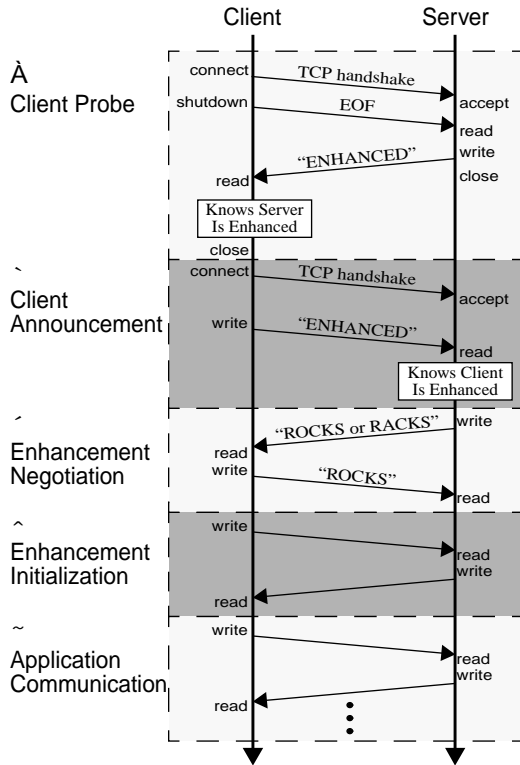 Client Server
À
Client Probe
connect
TCP handshake
accept
shutdown
EOF
read
write
“ENHANCED”
close
read
Knows Server
Is Enhanced
close
`
Client
Announcement
connect
TCP handshake
accept
write
“ENHANCED”
read
Knows Client
Is Enhanced
´
Enhancement
Negotiation
write
“ROCKS or RACKS”
read
write
“ROCKS”
read
ˆ
Enhancement
Initialization
write
read
write
read
~
Application
Communication
write
read
write
read